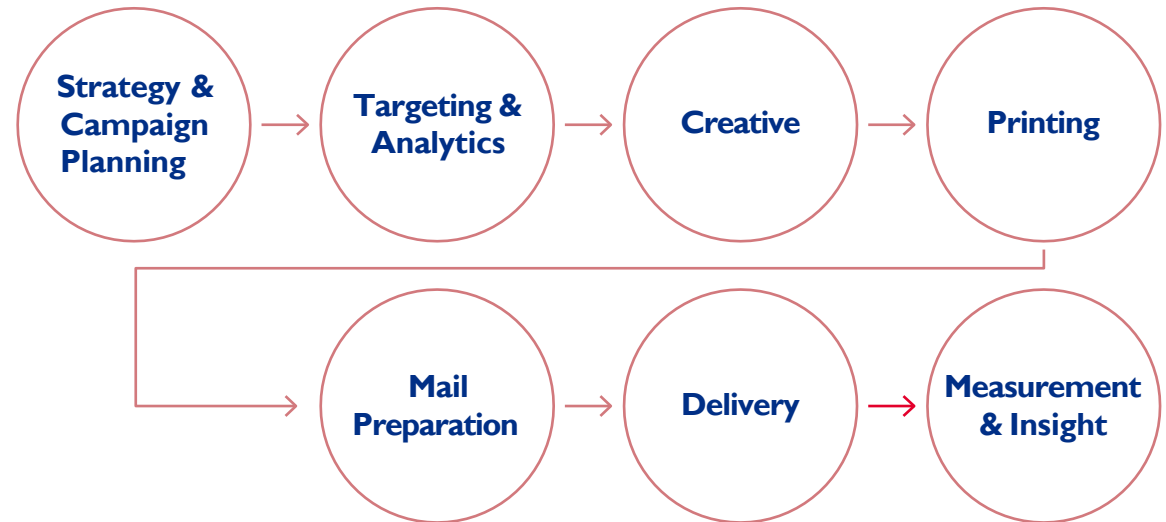 Strategy &
Campaign
Planning
Targeting &
Analytics
Creative
Printing
Mail
Preparation
Delivery
Measurement
& Insight